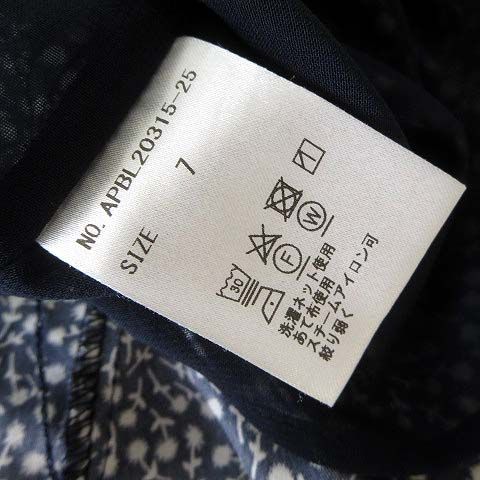 NO. APBL20315-25
SIZE 7
30
F
W
洗濯ネット使用
あて布使用
スチームアイロン可
絞り弱く